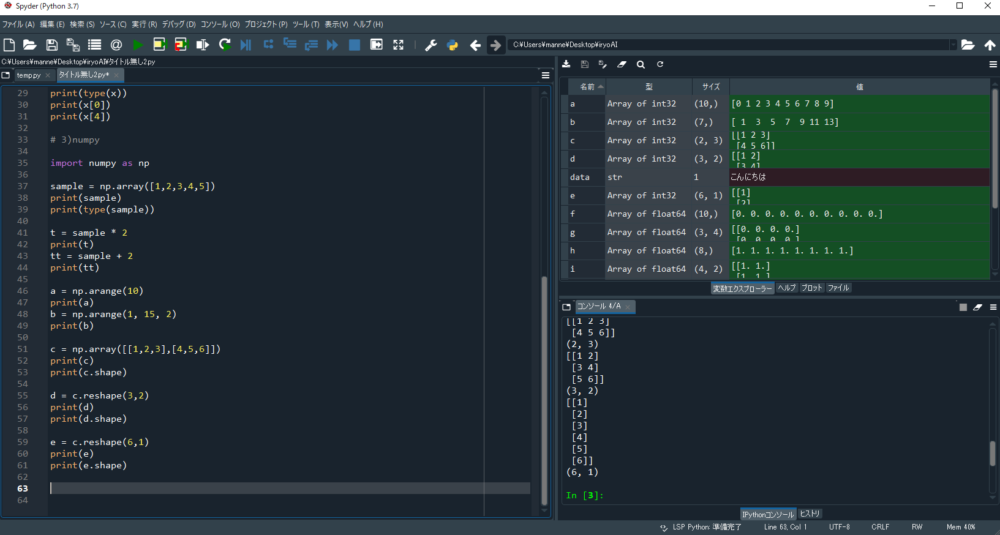 Spyder (Python 3.7)
ファイル (A) 編集 (E) 検索 (S) ソース (C) 実行 (R) デバッグ (D) コンソール (O) プロジェクト (P) ツール (T) 表示(V) ヘルプ (H)
C:¥Users¥manne¥Desktop¥iryoAI
C:¥Users¥manne¥Desktop¥iryoAI¥タイトル無し2.py
temp.py タイトル無し2.py*
29 print(type(x))
30 print(x[0])
31 print(x[4])
32
33 # 3)numpy
34
35 import numpy as np
36
37 sample = np.array([1,2,3,4,5])
38 print(sample)
39 print(type(sample))
40
41 t = sample * 2
42 print(t)
43 tt = sample + 2
44 print(tt)
45
46 a = np.arange(10)
47 print(a)
48 b = np.arange(1, 15, 2)
49 print(b)
50
51 c = np.array([[1,2,3],[4,5,6]])
52 print(c)
53 print(c.shape)
54
55 d = c.reshape(3,2)
56 print(d)
57 print(d.shape)
58
59 e = c.reshape(6,1)
60 print(e)
61 print(e.shape)
62
63
64
名前 型 サイズ 値
a Array of int32 (10,) [0 1 2 3 4 5 6 7 8 9]
b Array of int32 (7,) [ 1 3 5 7 9 11 13]
c Array of int32 (2, 3) [[1 2 3]
[4 5 6]]
d Array of int32 (3, 2) [[1 2]
[3 4]
data str 1 こんにちは
e Array of int32 (6, 1) [[1]
[2]
f Array of float64 (10,) [0. 0. 0. 0. 0. 0. 0. 0. 0. 0.]
g Array of float64 (3, 4) [[0. 0. 0. 0.]
[0. 0. 0. 0.]
h Array of float64 (8,) [1. 1. 1. 1. 1. 1. 1. 1.]
i Array of float64 (4, 2) [[1. 1.]
[1. 1.]
変数エクスプローラー ヘルプ プロット ファイル
コンソール 4/A
[[1 2 3]
[4 5 6]]
(2, 3)
[[1 2]
[3 4]
[5 6]]
(3, 2)
[[1]
[2]
[3]
[4]
[5]
[6]]
(6, 1)
In [3]:
IPythonコンソール ヒストリ
LSP Python: 準備完了 Line 63, Col 1 UTF-8 CRLF RW Mem 40%